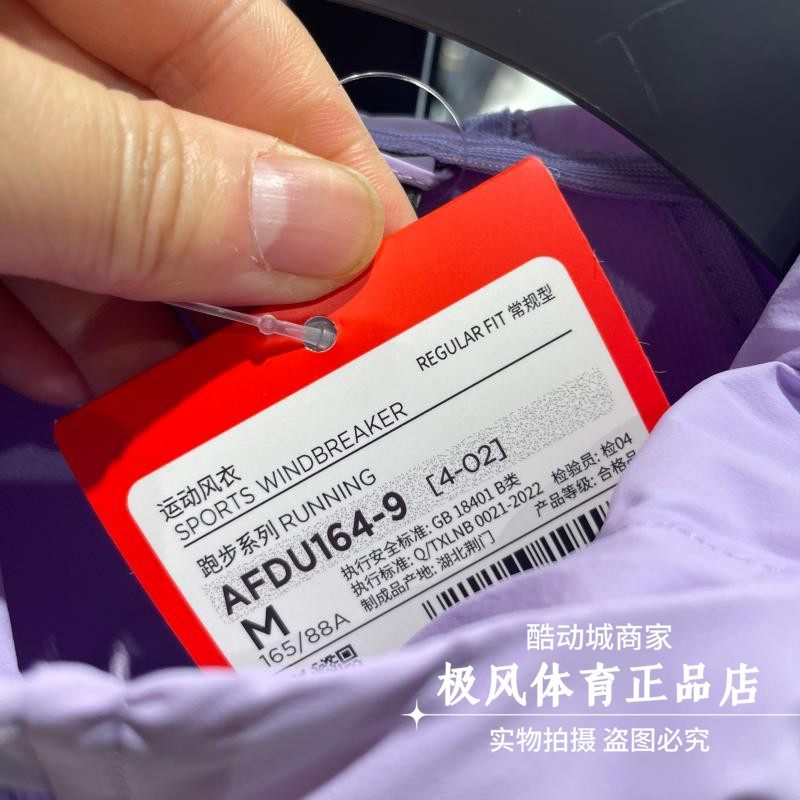 REGULAR FIT 常规型
运动风衣
SPORTS WINDBREAKER
跑步系列 RUNNING
AFDU164-9 [4-02]
M
165/88A
执行安全标准: GB 18401 B类
执行标准: Q/TXLNB 0021-2022
制成品产地: 湖北荆门
检验员: 检04
产品等级: 合格品
酷动城商家
极风体育正品店
实物拍摄 盗图必究